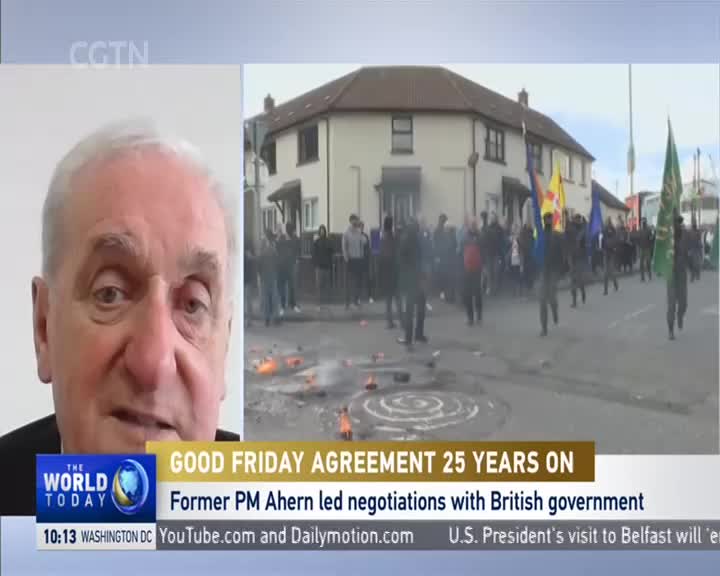 CGTN
GOOD FRIDAY AGREEMENT 25 YEARS ON
THE WORLD TODAY
Former PM Ahern led negotiations with British government
10:13 WASHINGTON DC
YouTube.com and Dailymotion.com
U.S. President's visit to Belfast will 'e